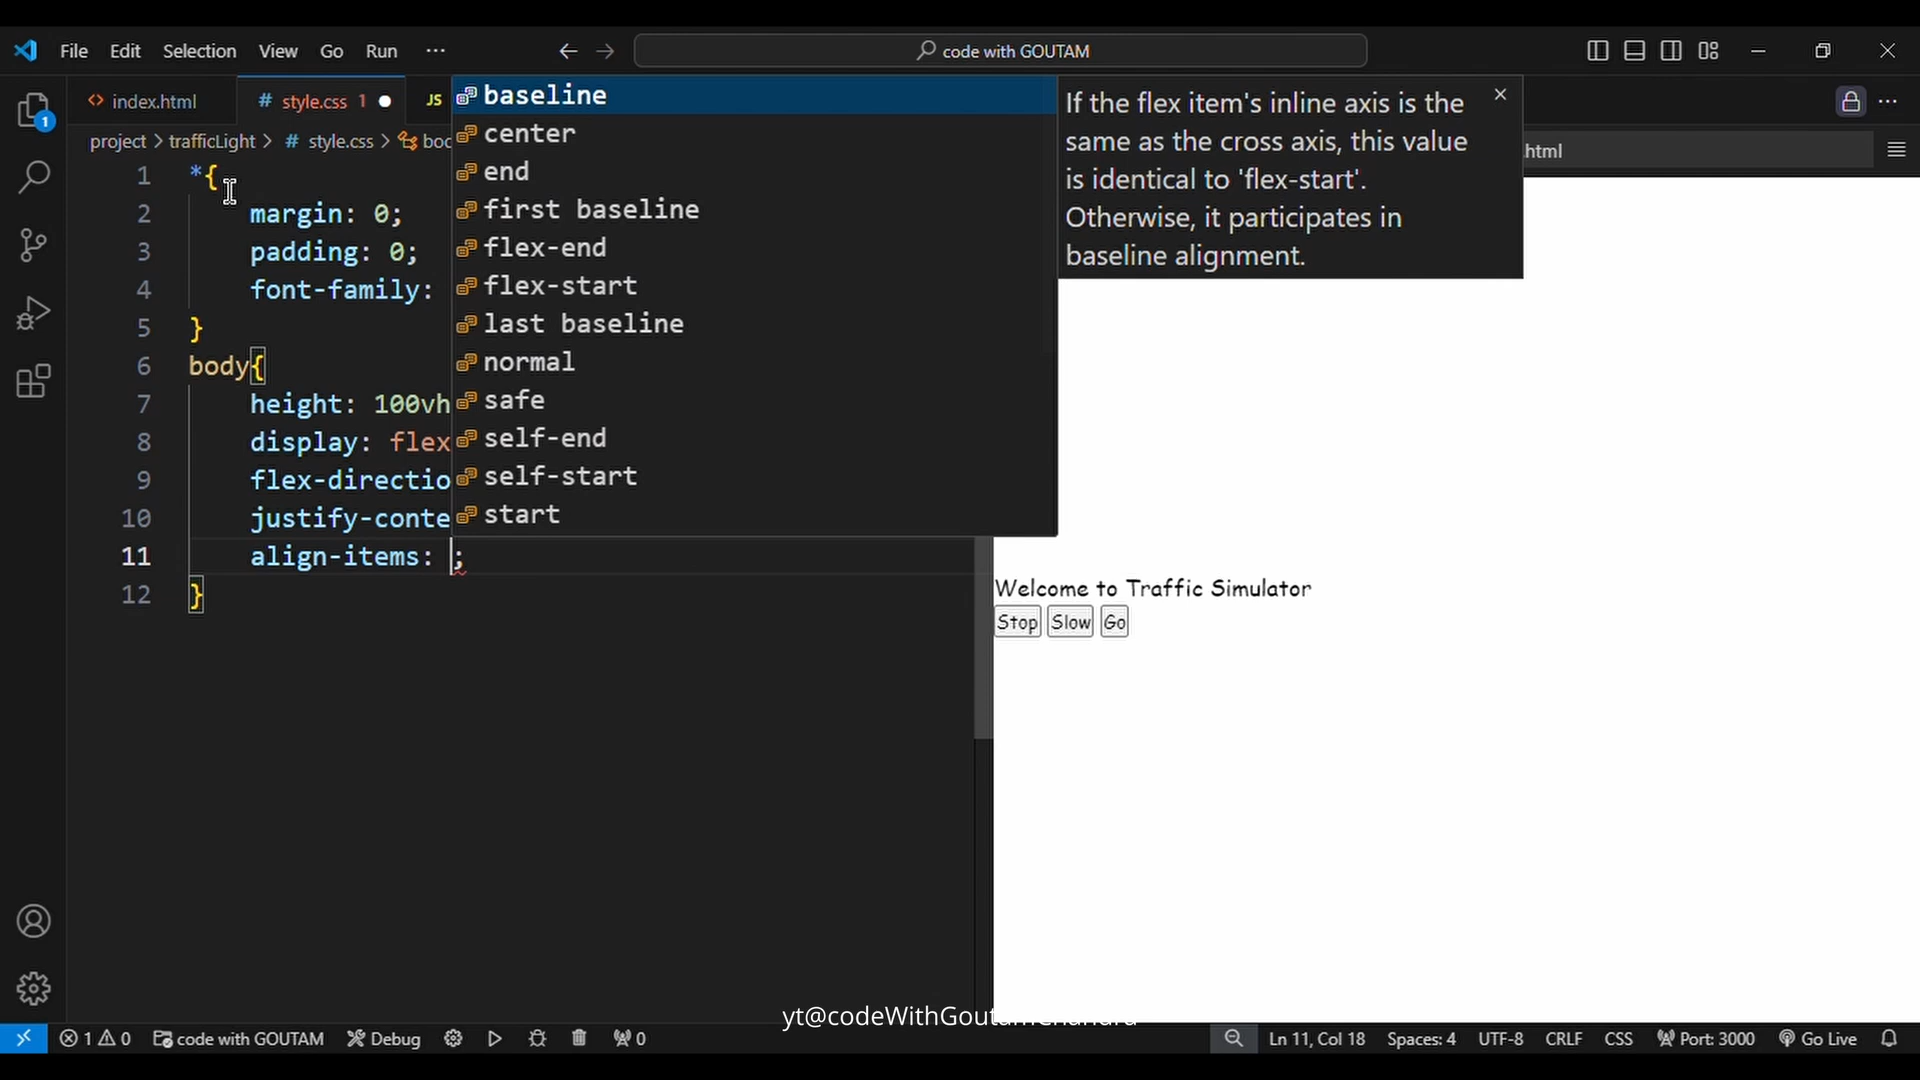 File Edit Selection View Go Run ··· code with GOUTAM
index.html # style.css 1 JS
project > trafficLight > # style.css >
html
1 *{
2 margin: 0;
3 padding: 0;
4 font-family:
5 }
6 body{
7 height: 100vh
8 display: flex
9 flex-directio
10 justify-conte
11 align-items: ;
12 }
baseline
center
end
first baseline
flex-end
flex-start
last baseline
normal
safe
self-end
self-start
start
If the flex item's inline axis is the
same as the cross axis, this value
is identical to 'flex-start'.
Otherwise, it participates in
baseline alignment.
Welcome to Traffic Simulator
Stop Slow Go
1
yt@codeWithGoutamChandra
1 0 code with GOUTAM Debug 0 Ln 11, Col 18 Spaces: 4 UTF-8 CRLF CSS Port: 3000 Go Live